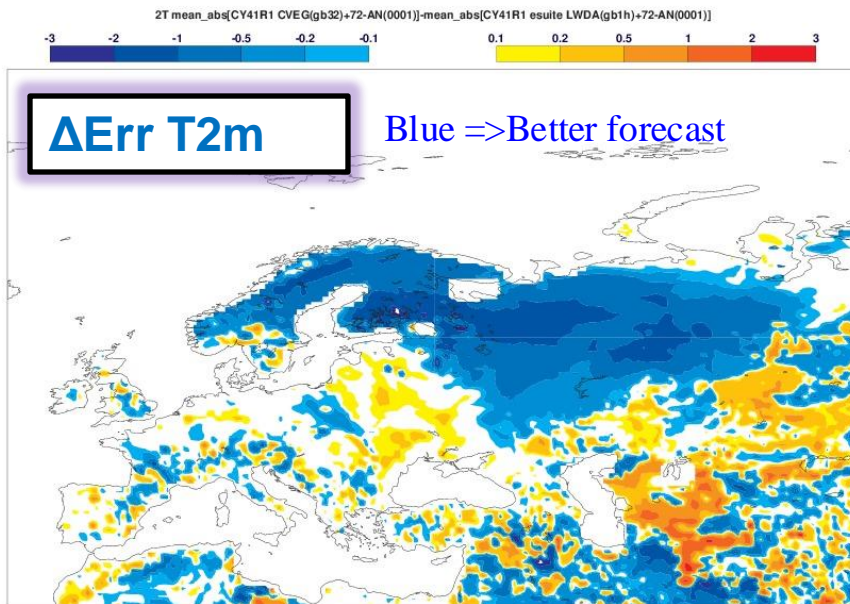 2T mean_abs[CY41R1 CVEG(gb32)+72-AN(0001)]-mean_abs[CY41R1 esuite LWDA(gb1h)+72-AN(0001)]
-3 -2 -1 -0.5 -0.2 -0.1 0.1 0.2 0.5 1 2 3
ΔErr T2m
Blue =>Better forecast